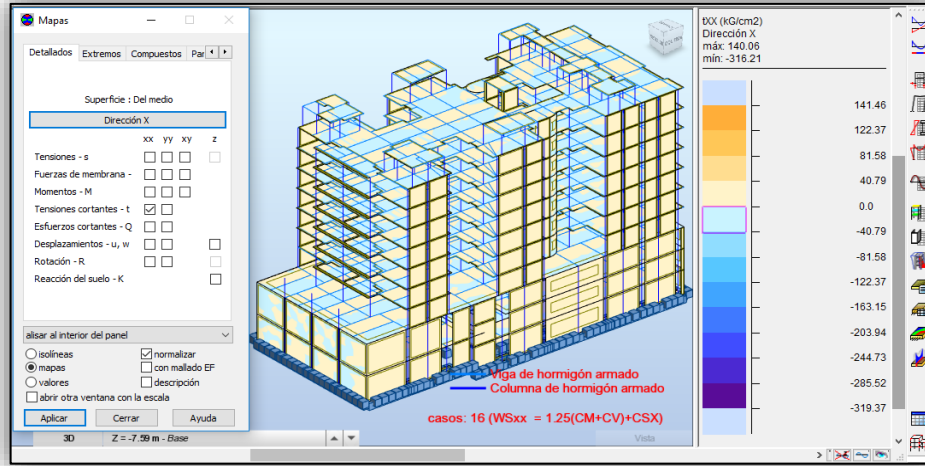 Mapas
Detallados Extremos Compuestos Par
Superficie : Del medio
Dirección X
xx yy xy z
Tensiones - s
Fuerzas de membrana -
Momentos - M
Tensiones cortantes - t
Esfuerzos cortantes - Q
Desplazamientos - u, w
Rotación - R
Reacción del suelo - K
alisar al interior del panel
isolíneas normalizar
mapas con mallado EF
valores descripción
abrir otra ventana con la escala
Aplicar Cerrar Ayuda
3D Z = -7.59 m - Base
Viga de hormigón armado
Columna de hormigón armado
casos: 16 (WSxx = 1.25(CM+CV)+CSX)
Vista
tXX (kG/cm2)
Dirección X
máx: 140.06
mín: -316.21
141.46
122.37
81.58
40.79
0.0
-40.79
-81.58
-122.37
-163.15
-203.94
-244.73
-285.52
-319.37